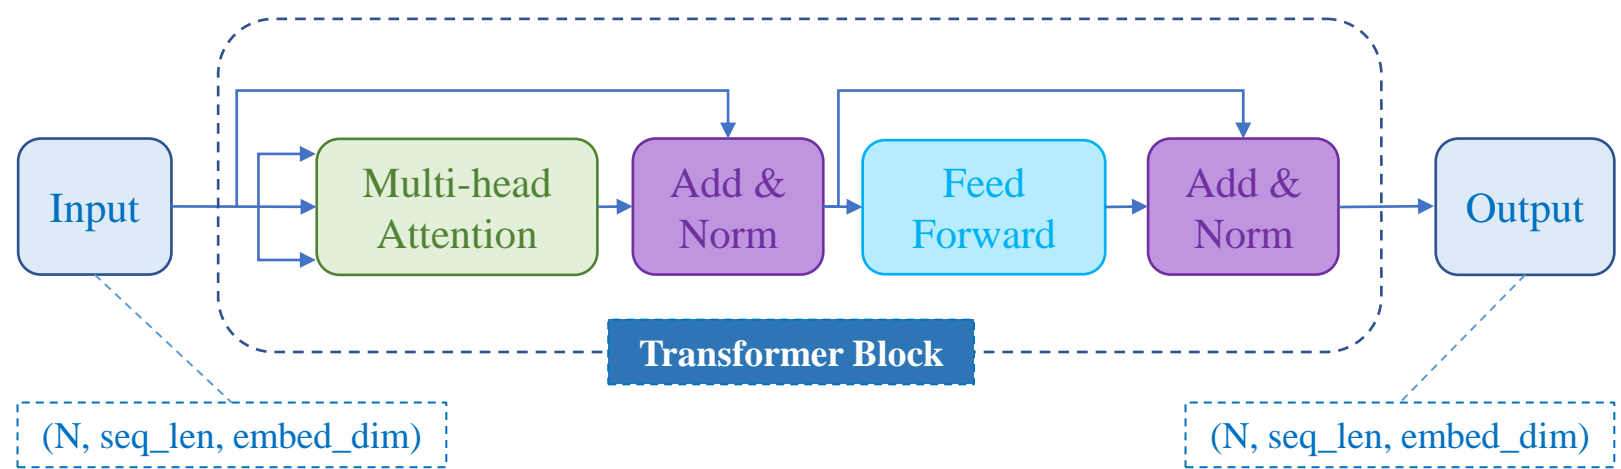 Input
Multi-head
Attention
Add &
Norm
Feed
Forward
Add &
Norm
Output
Transformer Block
(N, seq_len, embed_dim)
(N, seq_len, embed_dim)